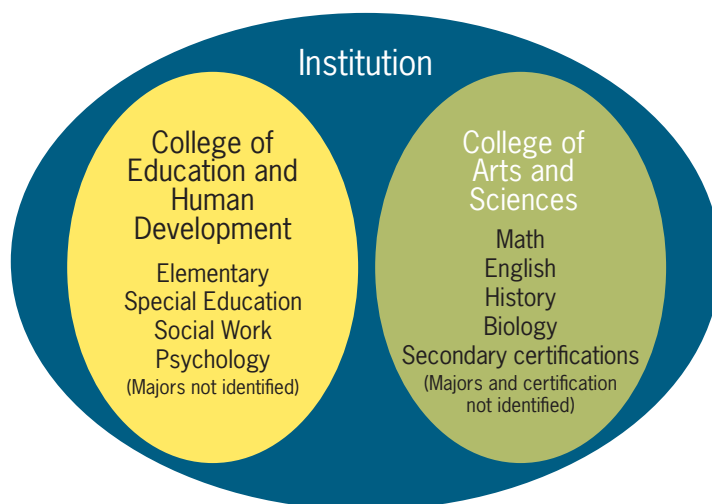 Institution
College of
Education and
Human
Development
Elementary
Special Education
Social Work
Psychology
(Majors not identified)
College of
Arts and
Sciences
Math
English
History
Biology
Secondary certifications
(Majors and certification
not identified)